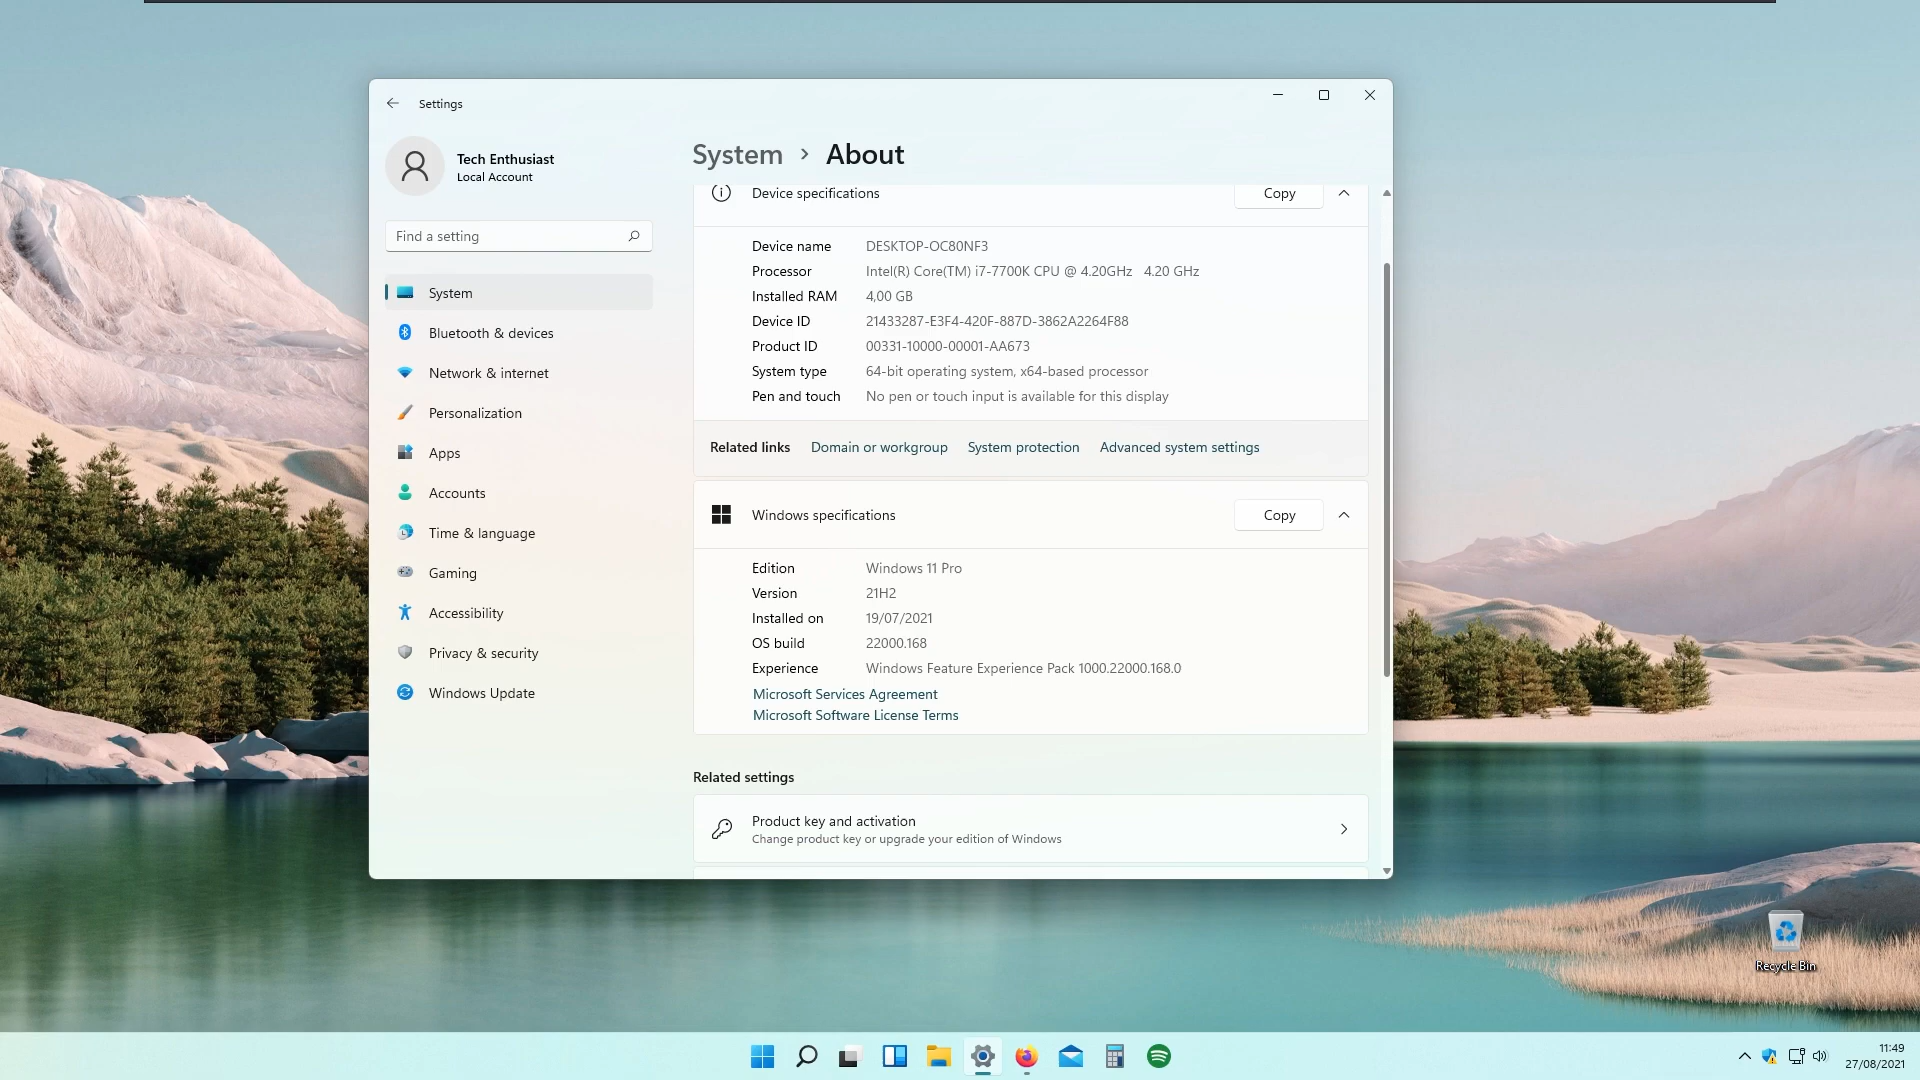 Settings
Tech Enthusiast
Local Account
Find a setting
System
Bluetooth & devices
Network & internet
Personalization
Apps
Accounts
Time & language
Gaming
Accessibility
Privacy & security
Windows Update
System > About
Device specifications Copy
Device name DESKTOP-OC80NF3
Processor Intel(R) Core(TM) i7-7700K CPU @ 4.20GHz 4.20 GHz
Installed RAM 4,00 GB
Device ID 21433287-E3F4-420F-887D-3862A2264F88
Product ID 00331-10000-00001-AA673
System type 64-bit operating system, x64-based processor
Pen and touch No pen or touch input is available for this display
Related links Domain or workgroup System protection Advanced system settings
Windows specifications Copy
Edition Windows 11 Pro
Version 21H2
Installed on 19/07/2021
OS build 22000.168
Experience Windows Feature Experience Pack 1000.22000.168.0
Microsoft Services Agreement
Microsoft Software License Terms
Related settings
Product key and activation
Change product key or upgrade your edition of Windows
Recycle Bin
11:49
27/08/2021